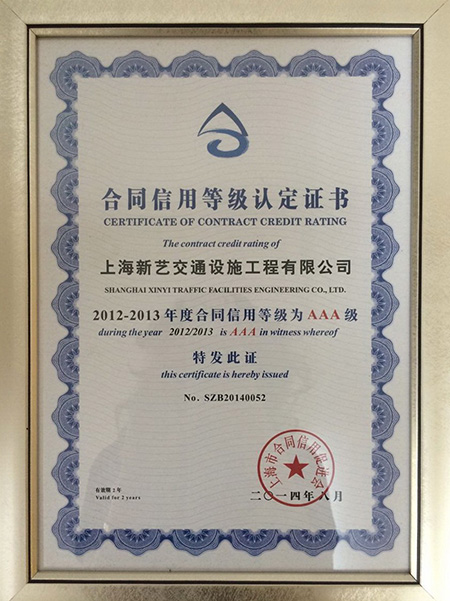 合同信用等级认定证书
CERTIFICATE OF CONTRACT CREDIT RATING
The contract credit rating of
上海新艺交通设施工程有限公司
SHANGHAI XINYI TRAFFIC FACILITIES ENGINEERING CO., LTD.
2012-2013 年度合同信用等级为 AAA 级
during the year 2012/2013 is AAA in witness whereof
特发此证
this certificate is hereby issued
No. SZB20140052
上海市合同信用促进会
有效期 2 年
Valid for 2 years
二〇一四年八月